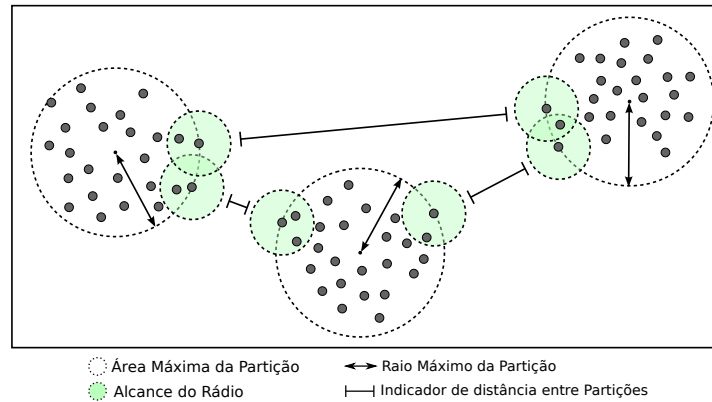 Área Máxima da Partição
Raio Máximo da Partição
Alcance do Rádio
Indicador de distância entre Partições